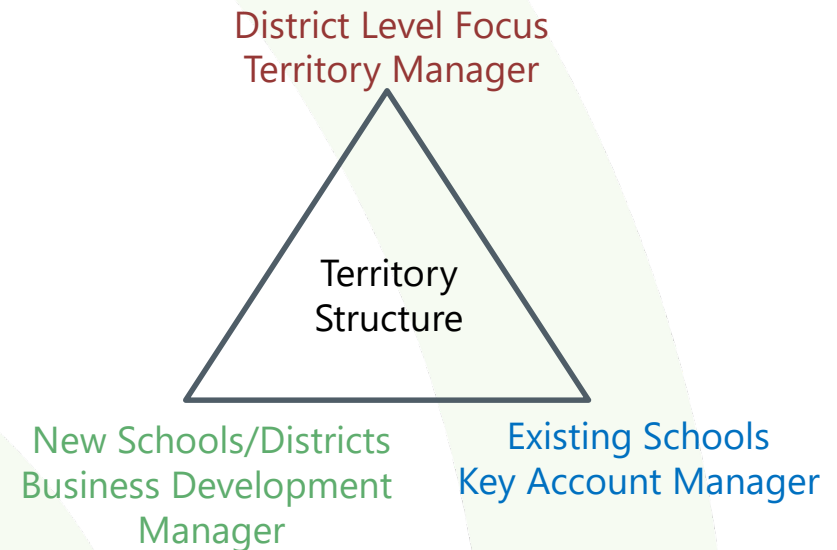 District Level Focus
Territory Manager
Territory
Structure
New Schools/Districts
Business Development
Manager
Existing Schools
Key Account Manager